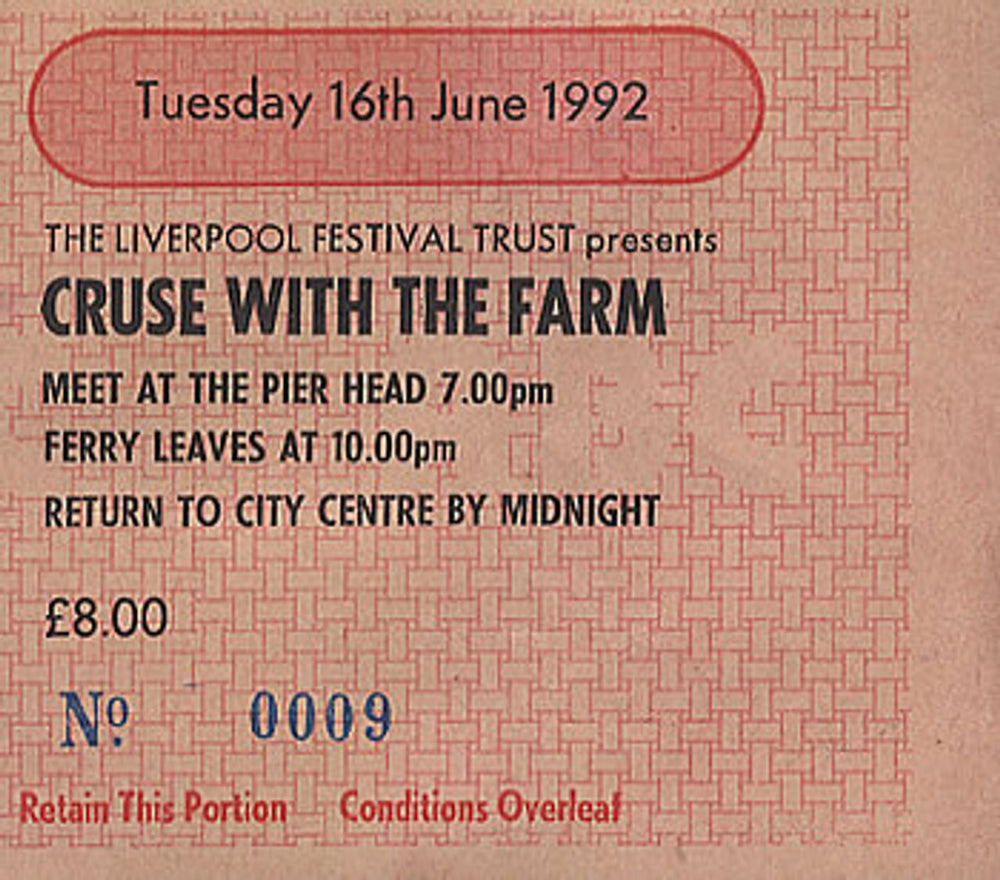 Tuesday 16th June 1992
THE LIVERPOOL FESTIVAL TRUST presents
CRUSE WITH THE FARM
MEET AT THE PIER HEAD 7.00pm
FERRY LEAVES AT 10.00pm
RETURN TO CITY CENTRE BY MIDNIGHT
£8.00
Nº 0009
Retain This Portion Conditions Overleaf